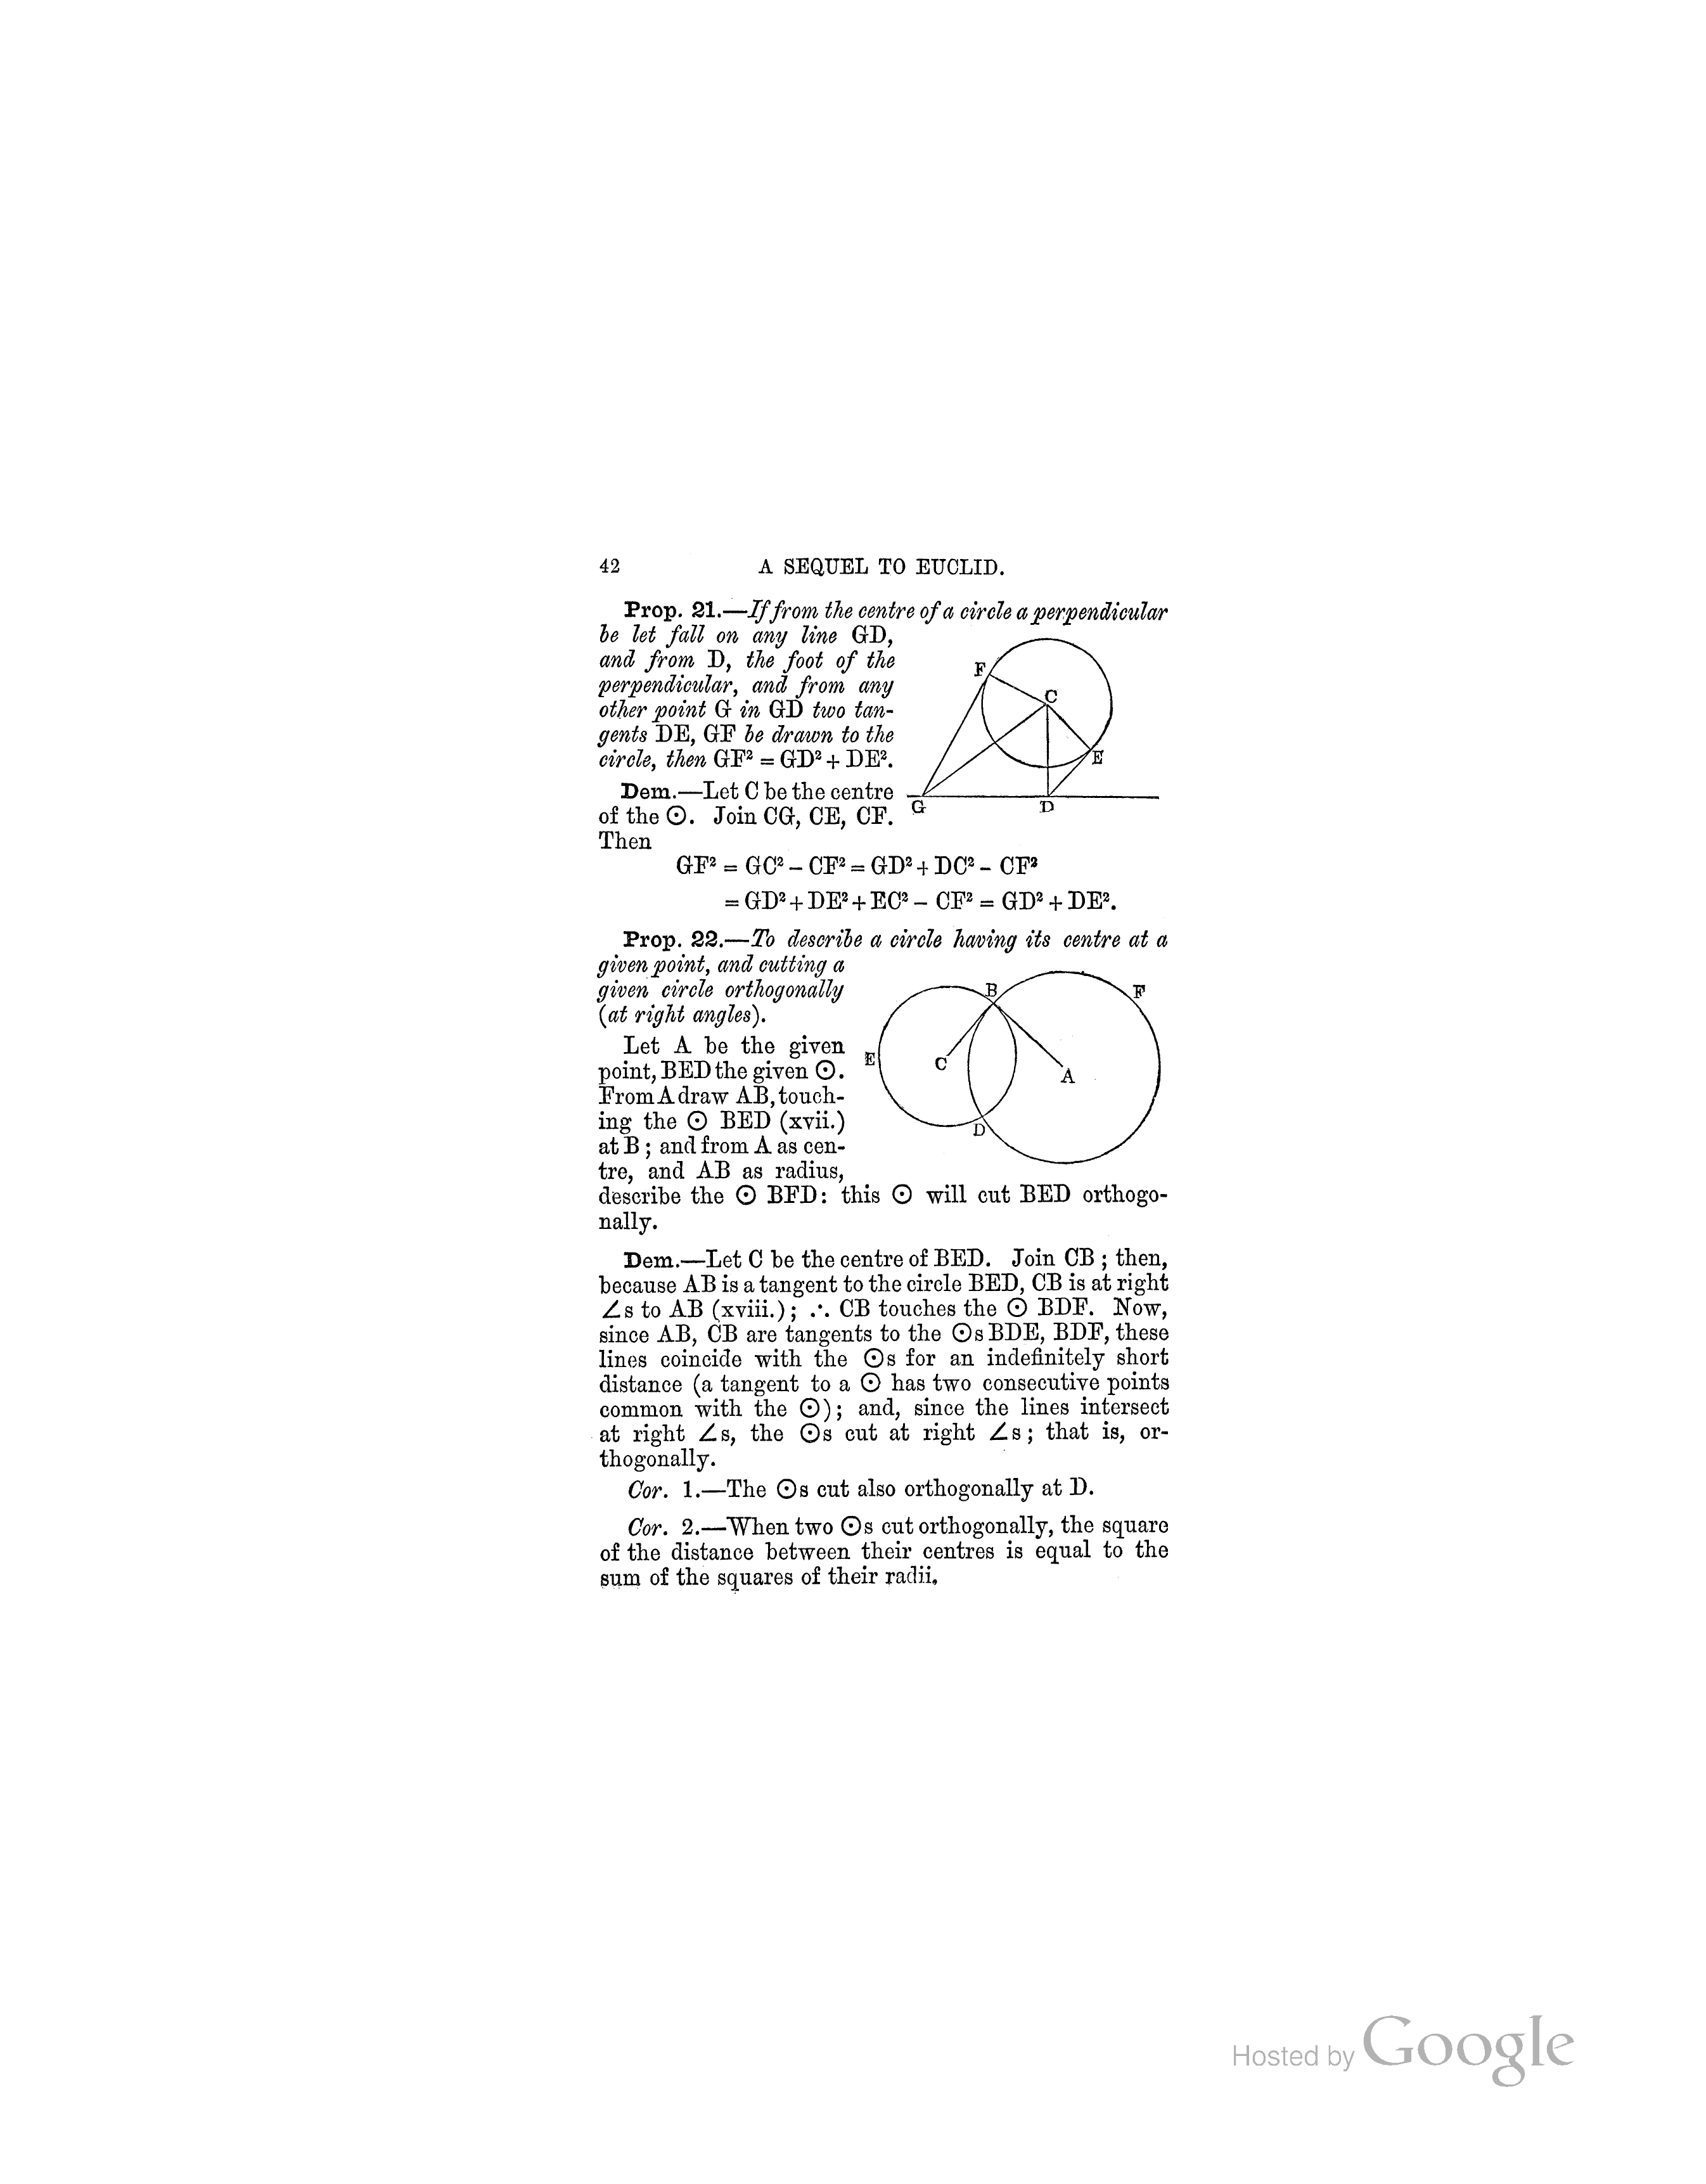 42 A SEQUEL TO EUCLID.
Prop. 21.—If from the centre of a circle a perpendicular
be let fall on any line GD,
and from D, the foot of the
perpendicular, and from any
other point G in GD two tan-
gents DE, GF be drawn to the
circle, then GF² = GD² + DE².
F
C
E
G
D
Dem.—Let C be the centre
of the ⊙. Join CG, CE, CF.
Then
GF² = GC² – CF² = GD² + DC² – CF²
= GD² + DE² + EC² – CF² = GD² + DE².
Prop. 22.—To describe a circle having its centre at a
given point, and cutting a
given circle orthogonally
(at right angles).
B
F
E
C
A
D
Let A be the given
point, BED the given ⊙.
From A draw AB, touch-
ing the ⊙ BED (xvii.)
at B; and from A as cen-
tre, and AB as radius,
describe the ⊙ BFD: this ⊙ will cut BED orthogo-
nally.
Dem.—Let C be the centre of BED. Join CB; then,
because AB is a tangent to the circle BED, CB is at right
∠s to AB (xviii.); ∴ CB touches the ⊙ BDF. Now,
since AB, CB are tangents to the ⊙s BDE, BDF, these
lines coincide with the ⊙s for an indefinitely short
distance (a tangent to a ⊙ has two consecutive points
common with the ⊙); and, since the lines intersect
at right ∠s, the ⊙s cut at right ∠s; that is, or-
thogonally.
Cor. 1.—The ⊙s cut also orthogonally at D.
Cor. 2.—When two ⊙s cut orthogonally, the square
of the distance between their centres is equal to the
sum of the squares of their radii.
Hosted by Google